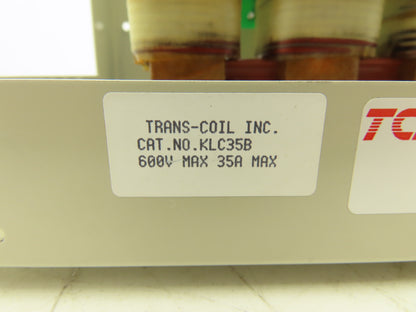 TRANS-COIL INC.
CAT.NO.KLC35B
600V MAX 35A MAX